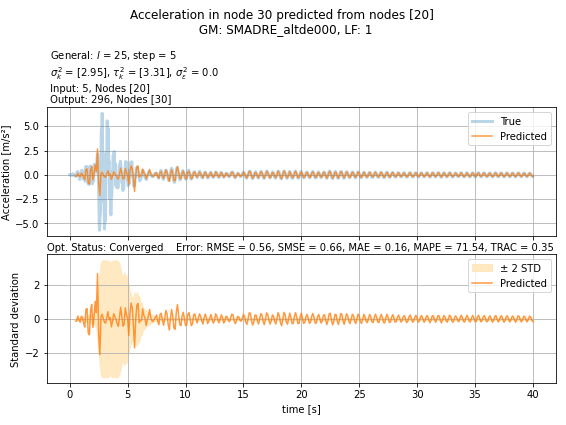 Acceleration in node 30 predicted from nodes [20]
GM: SMADRE_altde000, LF: 1
General: l = 25, step = 5
σ²ₖ = [2.95], τ²ₖ = [3.31], σ²ε = 0.0
Input: 5, Nodes [20]
Output: 296, Nodes [30]
Acceleration [m/s²]
5.0
2.5
0.0
−2.5
−5.0
True
Predicted
Opt. Status: Converged Error: RMSE = 0.56, SMSE = 0.66, MAE = 0.16, MAPE = 71.54, TRAC = 0.35
Standard deviation
2
0
−2
± 2 STD
Predicted
0 5 10 15 20 25 30 35 40
time [s]